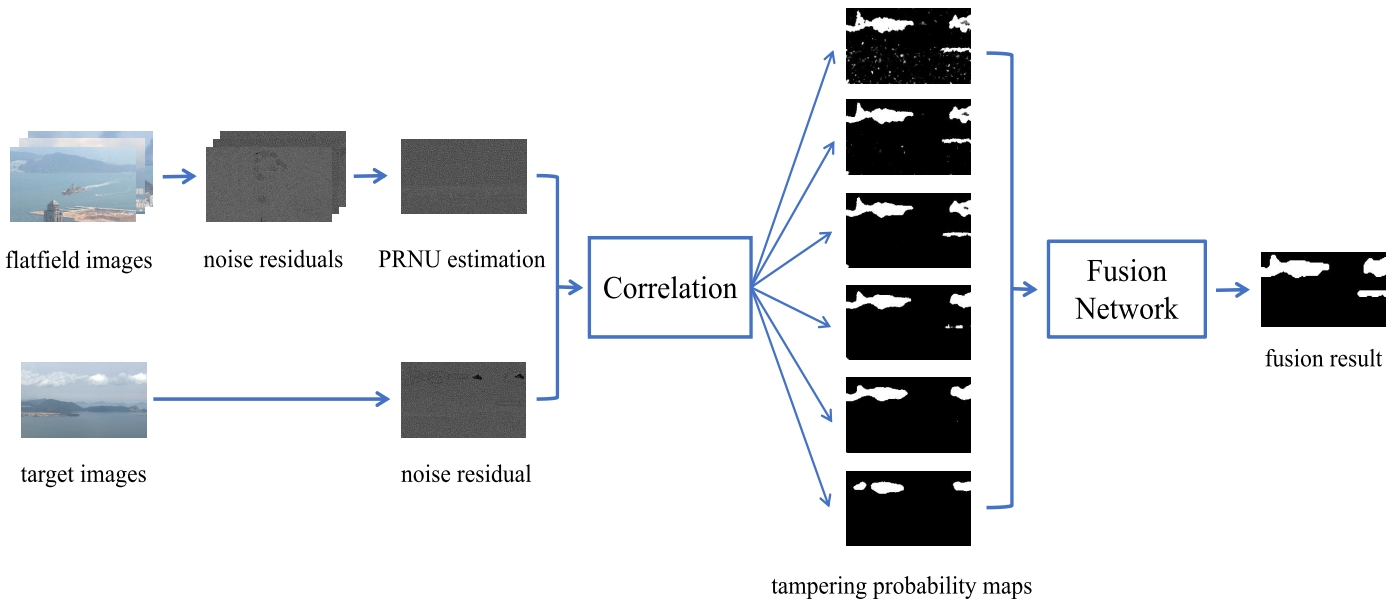 flatfield images
noise residuals
PRNU estimation
target images
noise residual
Correlation
tampering probability maps
Fusion
Network
fusion result